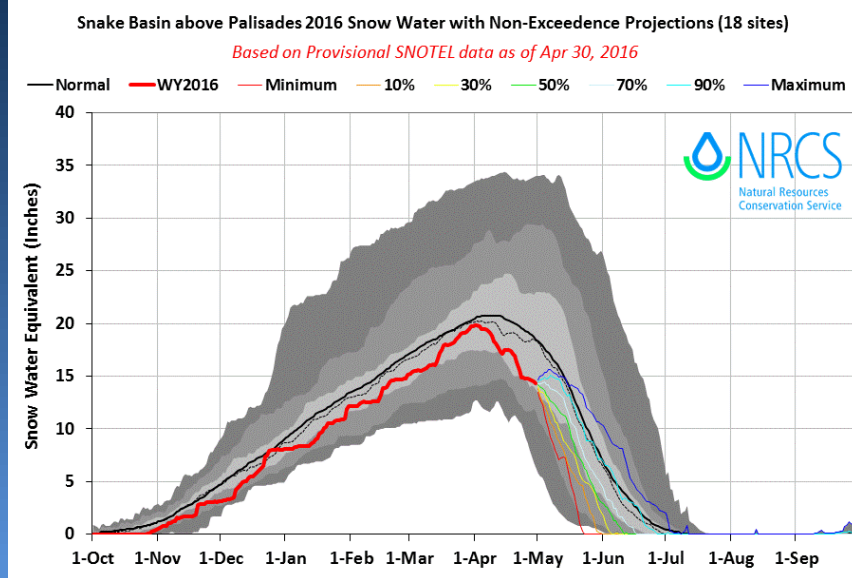 Snake Basin above Palisades 2016 Snow Water with Non-Exceedence Projections (18 sites)
Based on Provisional SNOTEL data as of Apr 30, 2016
Normal WY2016 Minimum 10% 30% 50% 70% 90% Maximum
40
35
30
25
20
15
10
5
0
Snow Water Equivalent (Inches)
NRCS
Natural Resources
Conservation Service
1-Oct 1-Nov 1-Dec 1-Jan 1-Feb 1-Mar 1-Apr 1-May 1-Jun 1-Jul 1-Aug 1-Sep